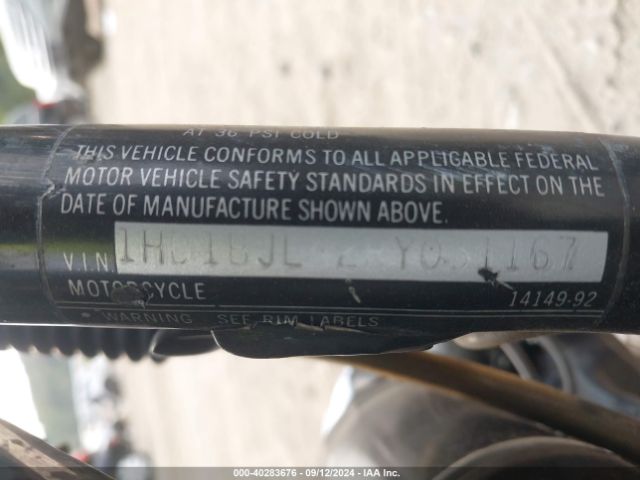 AT 36 PSI COLD
THIS VEHICLE CONFORMS TO ALL APPLICABLE FEDERAL
MOTOR VEHICLE SAFETY STANDARDS IN EFFECT ON THE
DATE OF MANUFACTURE SHOWN ABOVE.
V.I.N.
MOTORCYCLE 14149-92
• WARNING SEE RIM LABELS
000-40283676 - 09/12/2024 - IAA Inc.